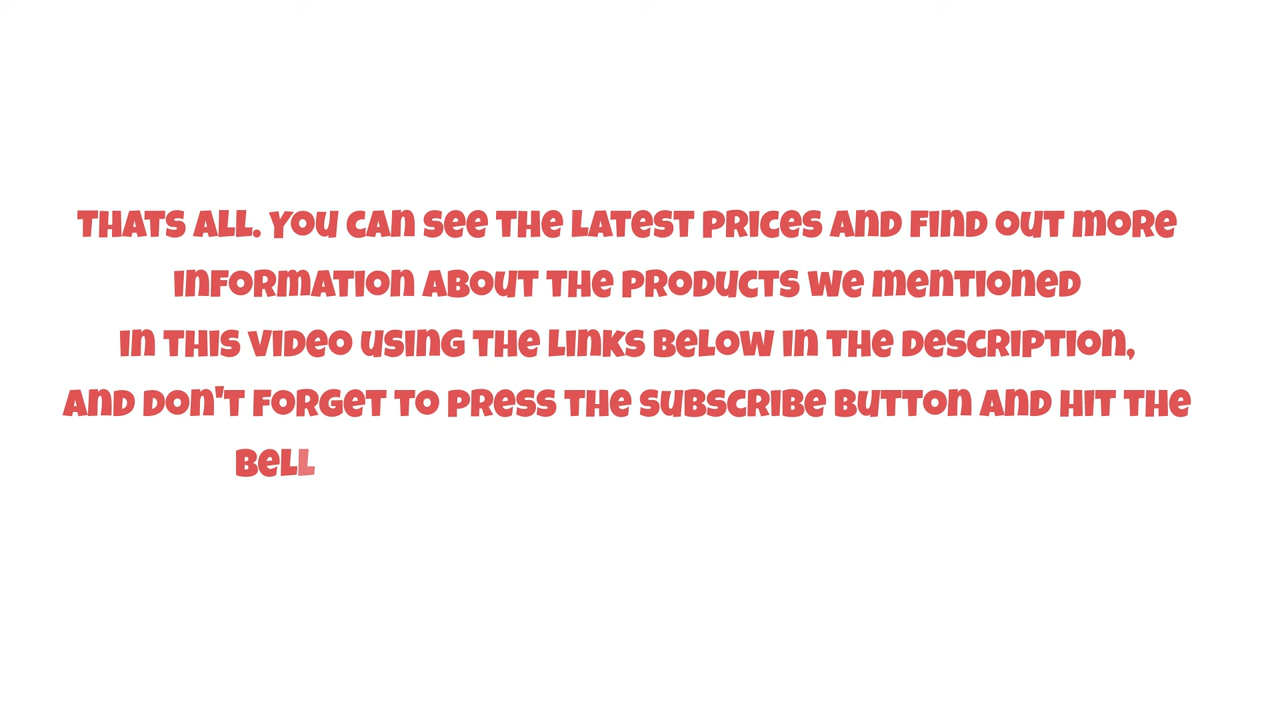 Thats all. You can see the latest prices and find out more
information about the products we mentioned
in this video using the links below in the description,
and don't forget to press the subscribe button and hit the
bell